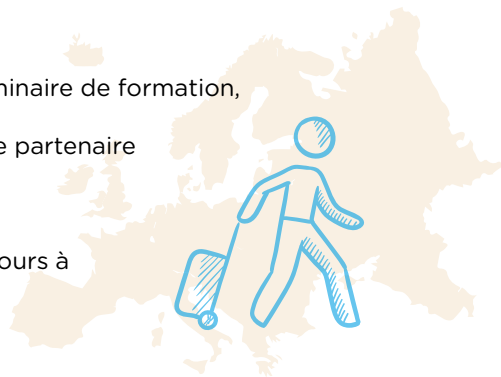 minaire de formation,
e partenaire
ours à